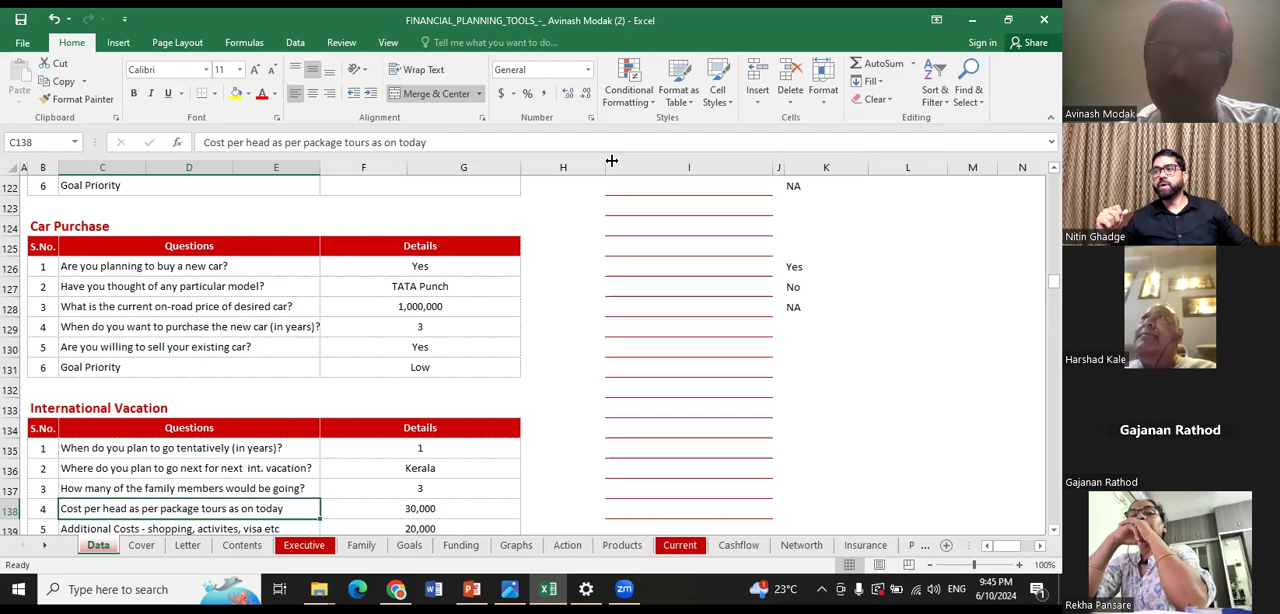 FINANCIAL_PLANNING_TOOLS_-_ Avinash Modak (2) - Excel
File Home Insert Page Layout Formulas Data Review View Tell me what you want to do... Sign in Share
Paste Cut Copy Format Painter Clipboard
Calibri 11 A A B I U A Font
Wrap Text Merge & Center Alignment
General $ % , Number
Conditional Formatting Format as Table Cell Styles Styles
Insert Delete Format Cells
AutoSum Fill Clear Sort & Filter Find & Select Editing
C138 fx Cost per head as per package tours as on today
A B C D E F G H I J K L M N
122 6 Goal Priority NA
123
124 Car Purchase
125 S.No. Questions Details
126 1 Are you planning to buy a new car? Yes Yes
127 2 Have you thought of any particular model? TATA Punch No
128 3 What is the current on-road price of desired car? 1,000,000 NA
129 4 When do you want to purchase the new car (in years)? 3
130 5 Are you willing to sell your existing car? Yes
131 6 Goal Priority Low
132
133 International Vacation
134 S.No. Questions Details
135 1 When do you plan to go tentatively (in years)? 1
136 2 Where do you plan to go next for next int. vacation? Kerala
137 3 How many of the family members would be going? 3
138 4 Cost per head as per package tours as on today 30,000
139 5 Additional Costs - shopping, activites, visa etc 20,000
Data Cover Letter Contents Executive Family Goals Funding Graphs Action Products Current Cashflow Networth Insurance P ...
Ready 100%
Type here to search 23°C ENG 9:45 PM 6/10/2024 1
Avinash Modak
Nitin Ghadge
Harshad Kale
Gajanan Rathod
Gajanan Rathod
Rekha Pansare